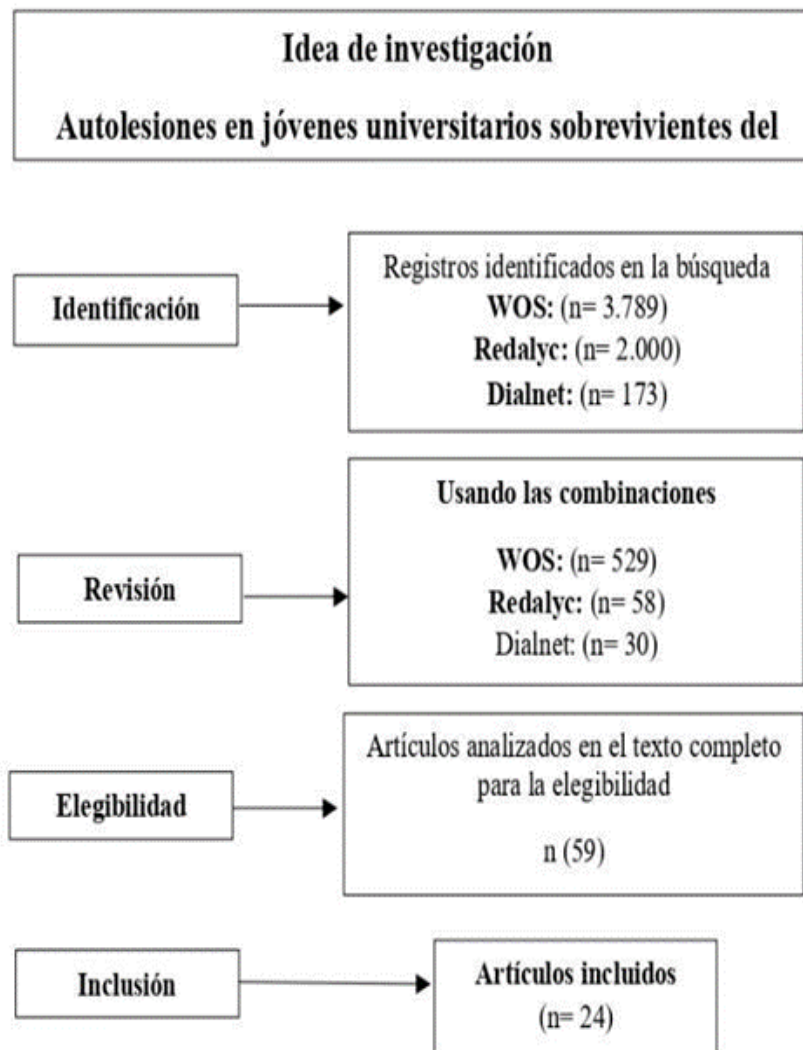 Idea de investigación
Autolesiones en jóvenes universitarios sobrevivientes del
Identificación
Registros identificados en la búsqueda
WOS: (n= 3.789)
Redalyc: (n= 2.000)
Dialnet: (n= 173)
Revisión
Usando las combinaciones
WOS: (n= 529)
Redalyc: (n= 58)
Dialnet: (n= 30)
Elegibilidad
Artículos analizados en el texto completo
para la elegibilidad
n (59)
Inclusión
Artículos incluidos
(n= 24)